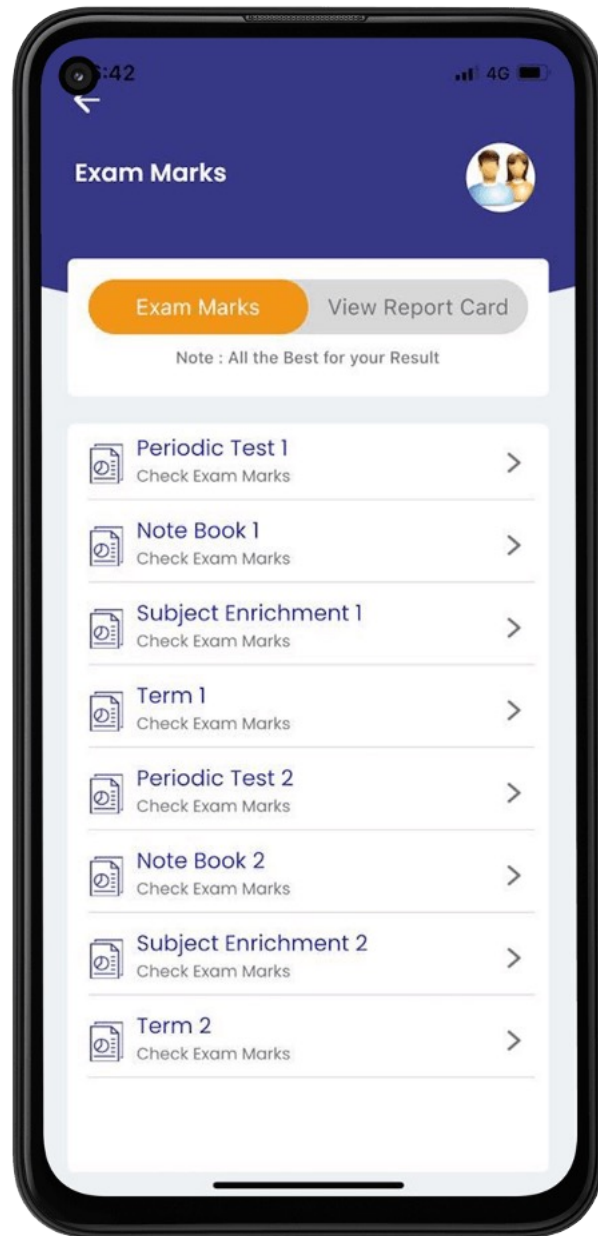 :42
4G
Exam Marks
Exam Marks
View Report Card
Note : All the Best for your Result
Periodic Test 1
Check Exam Marks
Note Book 1
Check Exam Marks
Subject Enrichment 1
Check Exam Marks
Term 1
Check Exam Marks
Periodic Test 2
Check Exam Marks
Note Book 2
Check Exam Marks
Subject Enrichment 2
Check Exam Marks
Term 2
Check Exam Marks